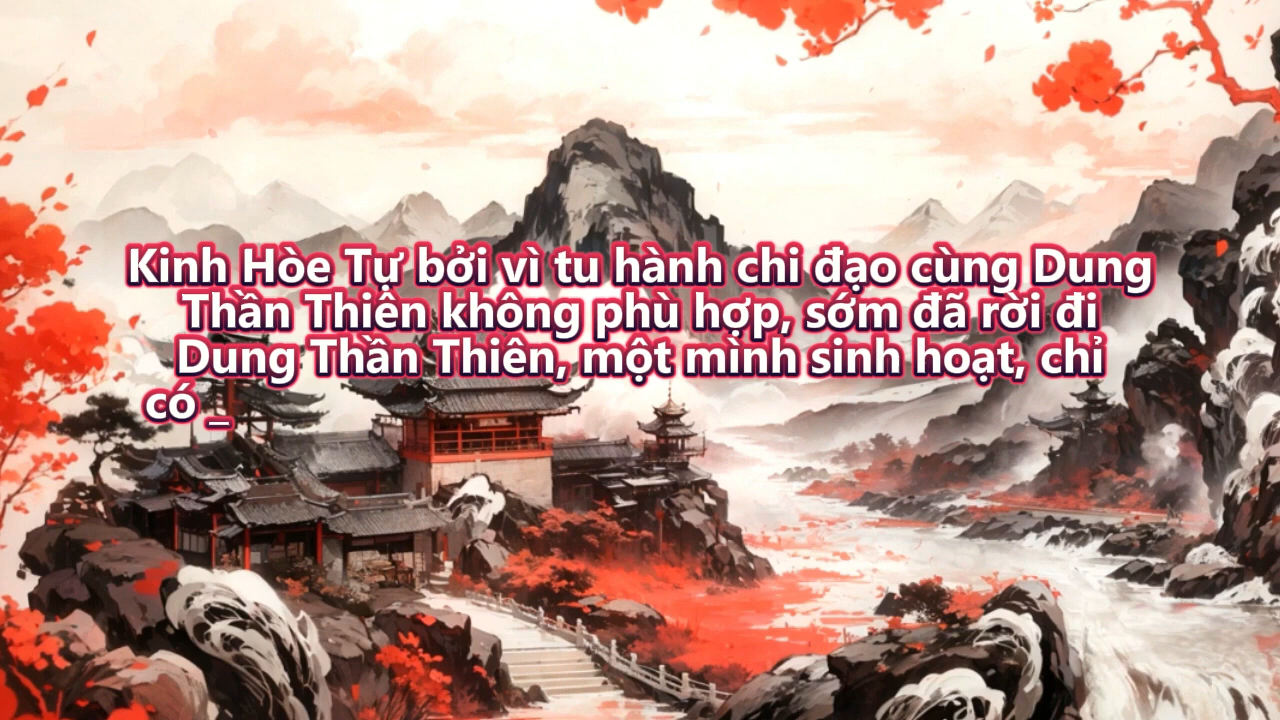 Kinh Hòe Tự bởi vì tu hành chi đạo cùng Dung
Thần Thiên không phù hợp, sớm đã rời đi
Dung Thần Thiên, một mình sinh hoạt, chỉ
có _